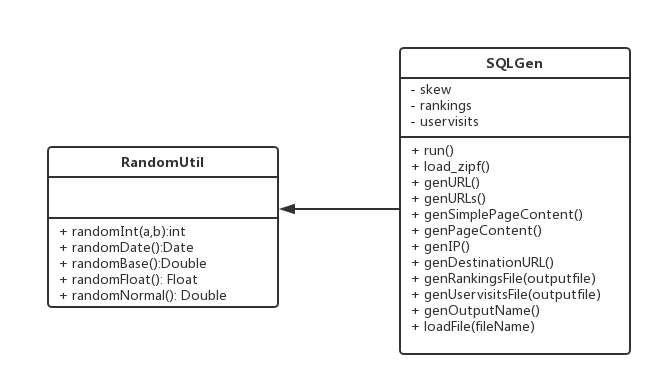 RandomUtil
+ randomInt(a,b):int
+ randomDate():Date
+ randomBase():Double
+ randomFloat(): Float
+ randomNormal(): Double
SQLGen
- skew
- rankings
- uservisits
+ run()
+ load_zipf()
+ genURL()
+ genURLs()
+ genSimplePageContent()
+ genPageContent()
+ genIP()
+ genDestinationURL()
+ genRankingsFile(outputfile)
+ genUservisitsFile(outputfile)
+ genOutputName()
+ loadFile(fileName)